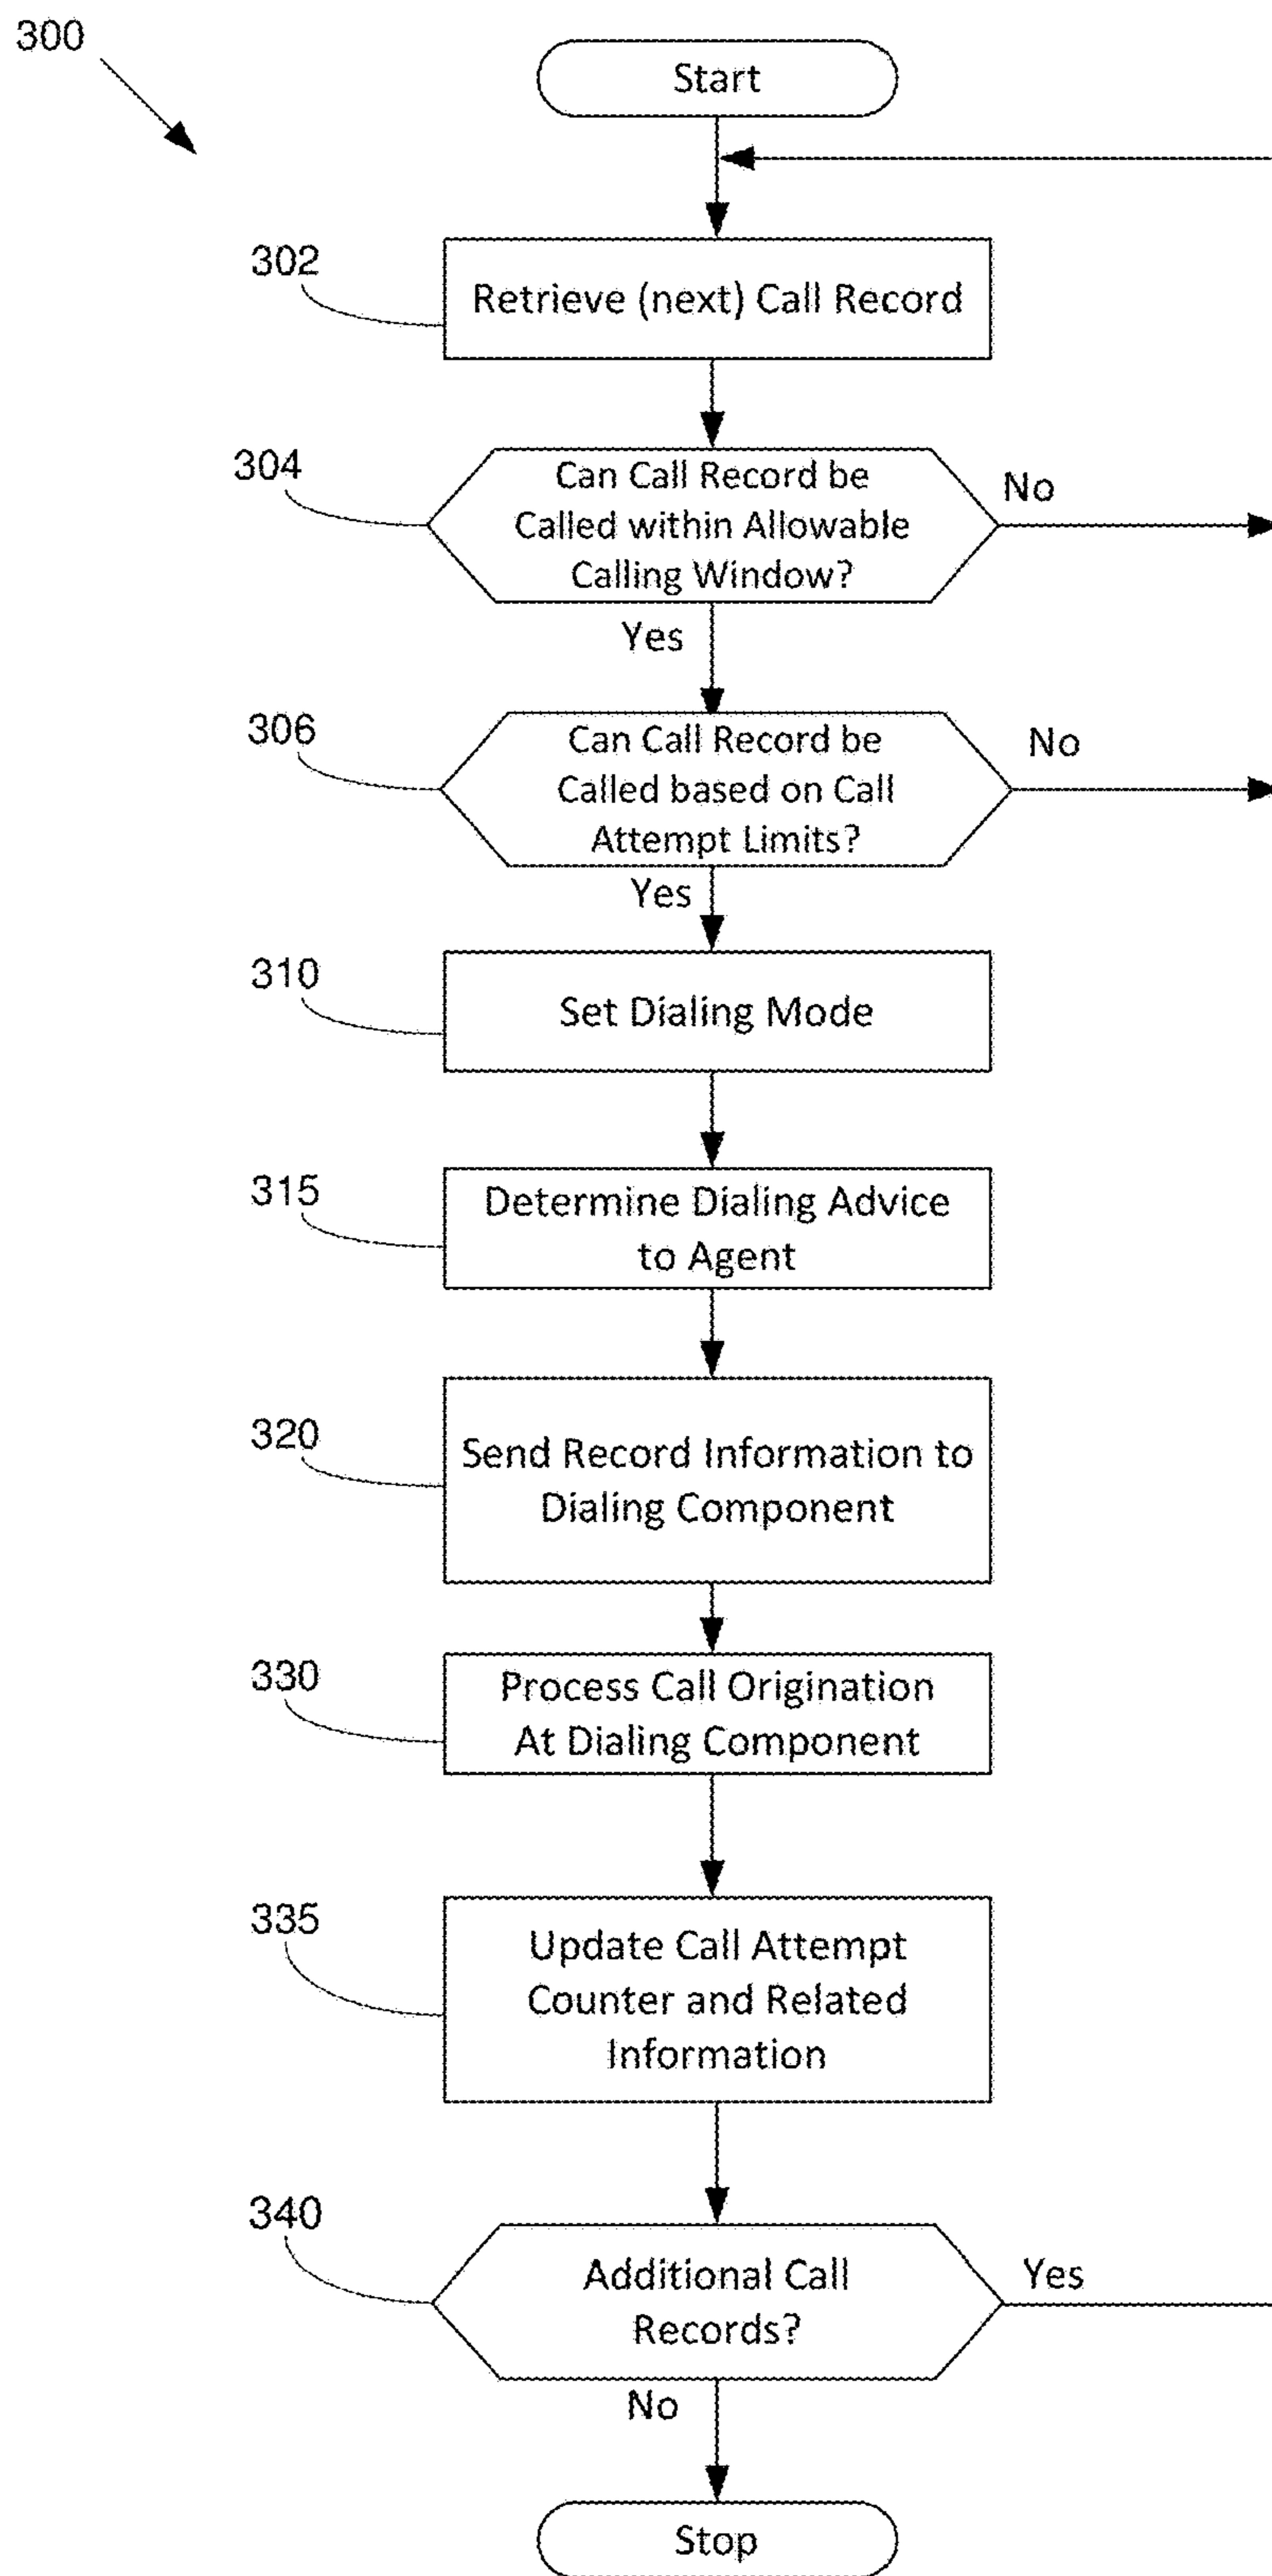 300
Start
302
Retrieve (next) Call Record
304
Can Call Record be
Called within Allowable
Calling Window?
No
Yes
306
Can Call Record be
Called based on Call
Attempt Limits?
No
Yes
310
Set Dialing Mode
315
Determine Dialing Advice
to Agent
320
Send Record Information to
Dialing Component
330
Process Call Origination
At Dialing Component
335
Update Call Attempt
Counter and Related
Information
340
Additional Call
Records?
Yes
No
Stop